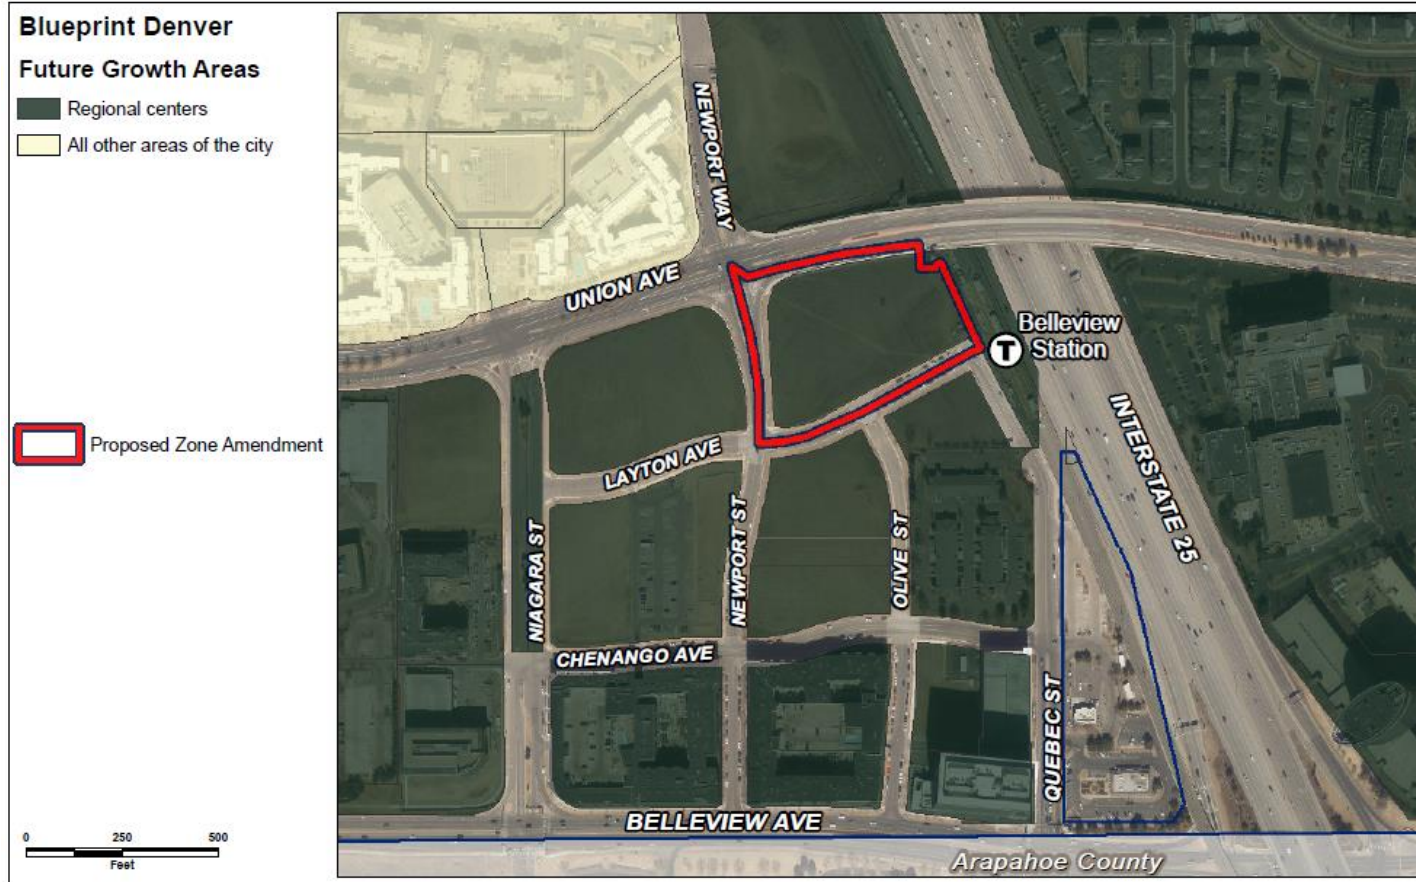 Blueprint Denver
Future Growth Areas
Regional centers
All other areas of the city
Proposed Zone Amendment
0 250 500
Feet
NEWPORT WAY
UNION AVE
Belleview
Station
T
INTERSTATE 25
LAYTON AVE
NIAGARA ST
NEWPORT ST
OLIVE ST
CHENANGO AVE
QUEBEC ST
BELLEVIEW AVE
Arapahoe County